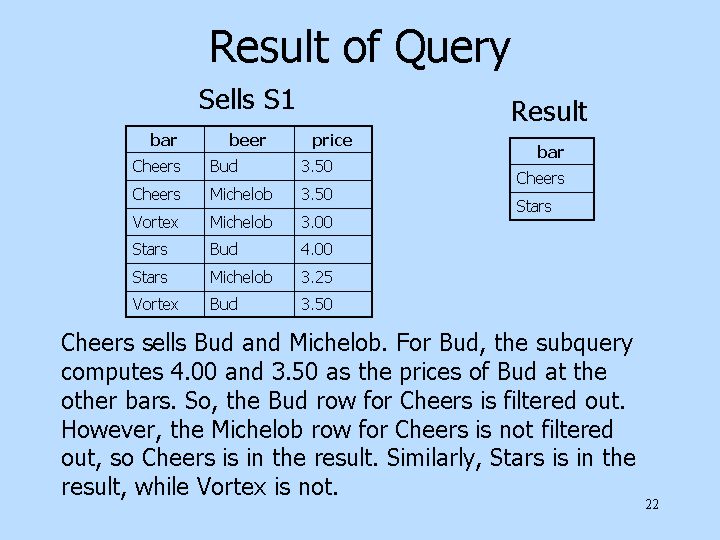 Result of Query
Sells S1
bar beer price
Cheers Bud 3.50
Cheers Michelob 3.50
Vortex Michelob 3.00
Stars Bud 4.00
Stars Michelob 3.25
Vortex Bud 3.50
Result
bar
Cheers
Stars
Cheers sells Bud and Michelob. For Bud, the subquery
computes 4.00 and 3.50 as the prices of Bud at the
other bars. So, the Bud row for Cheers is filtered out.
However, the Michelob row for Cheers is not filtered
out, so Cheers is in the result. Similarly, Stars is in the
result, while Vortex is not.
22